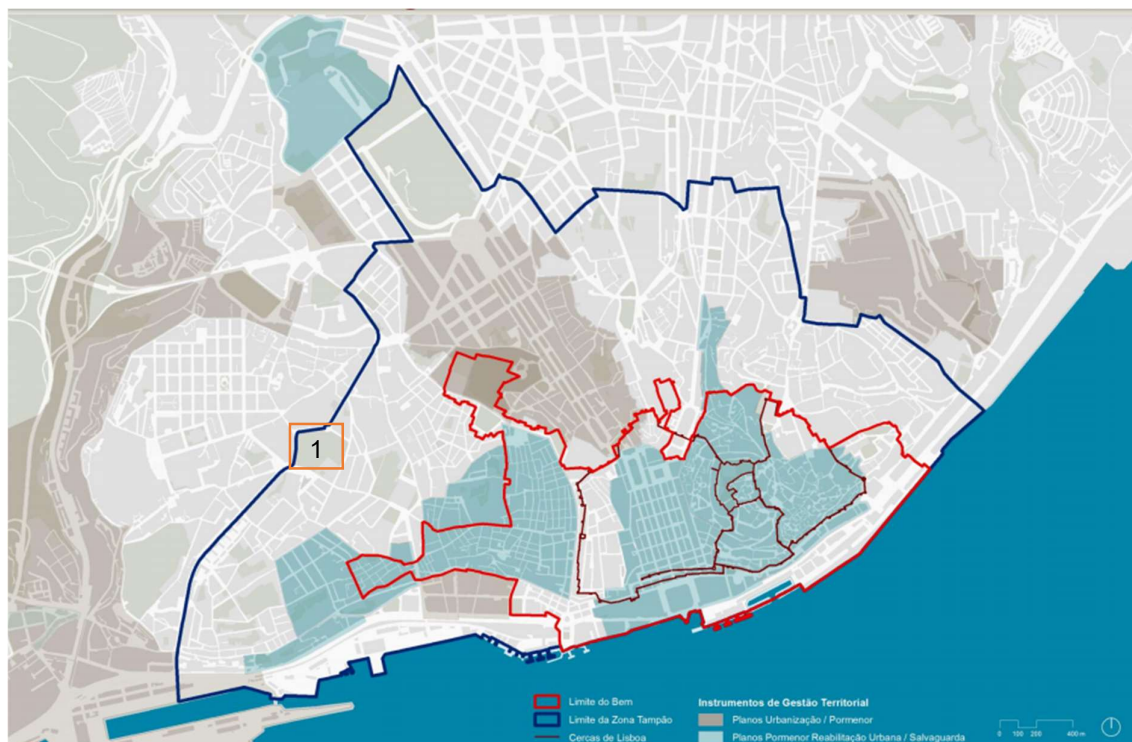 1
Limite do Bem
Limite da Zona Tampão
Cercas de Lisboa
Instrumentos de Gestão Territorial
Planos Urbanização / Pormenor
Planos Pormenor Reabilitação Urbana / Salvaguarda
0 100 200 400 m